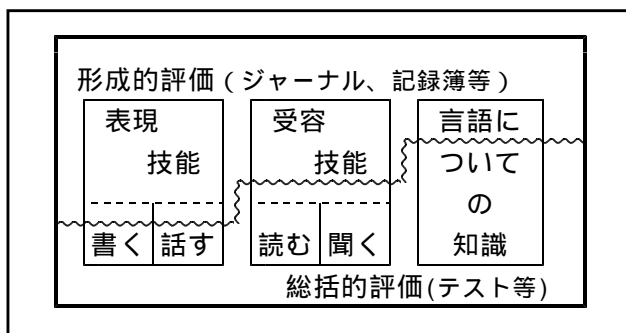 形成的評価（ジャーナル、記録簿等）
表現
技能
書く 話す
受容
技能
読む 聞く
言語に
ついて
の
知識
総括的評価(テスト等)